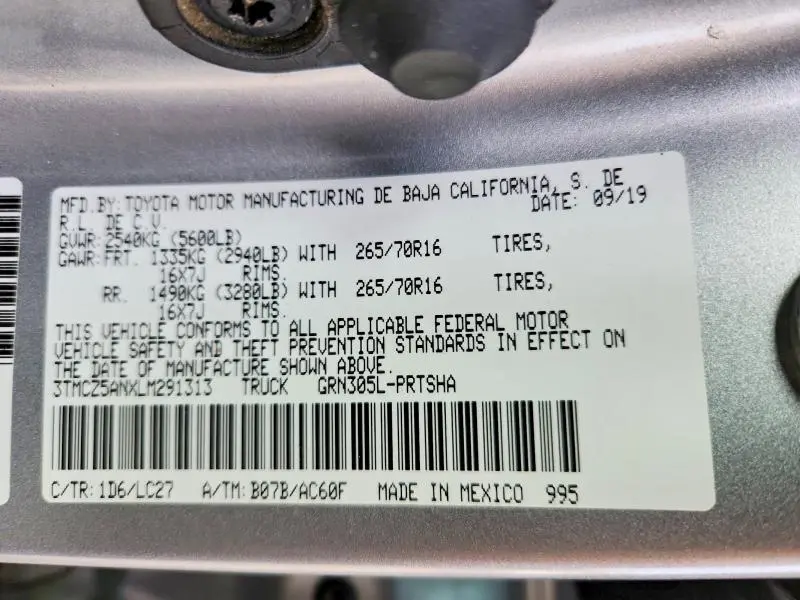 MFD.BY: TOYOTA MOTOR MANUFACTURING DE BAJA CALIFORNIA, S. DE
R.L. DE C.V. DATE: 09/19
GVWR: 2540KG (5600LB)
GAWR: FRT. 1335KG (2940LB) WITH 265/70R16 TIRES,
16X7J RIMS.
RR. 1490KG (3280LB) WITH 265/70R16 TIRES,
16X7J RIMS.
THIS VEHICLE CONFORMS TO ALL APPLICABLE FEDERAL MOTOR
VEHICLE SAFETY AND THEFT PREVENTION STANDARDS IN EFFECT ON
THE DATE OF MANUFACTURE SHOWN ABOVE.
3TMCZ5ANXLM291313 TRUCK GRN305L-PRTSHA
C/TR: 1D6/LC27 A/TM: B07B/AC60F MADE IN MEXICO 995